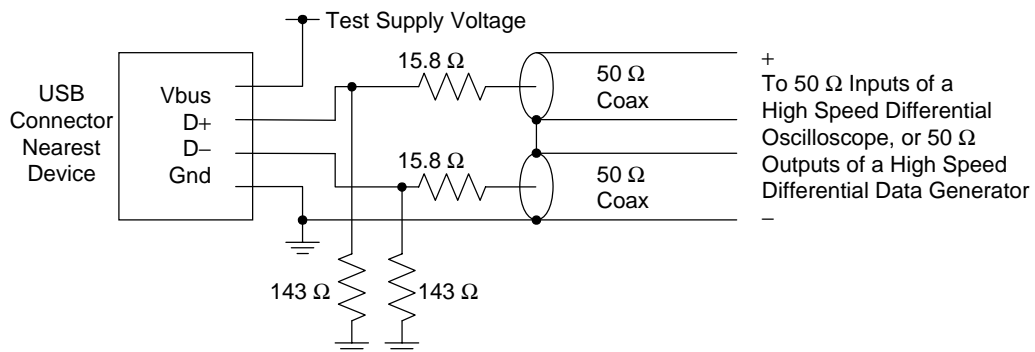 Test Supply Voltage
15.8 Ω
USB
Connector
Nearest
Device
Vbus
D+
D−
Gnd
50 Ω
Coax
+
To 50 Ω Inputs of a
High Speed Differential
Oscilloscope, or 50 Ω
Outputs of a High Speed
Differential Data Generator
−
15.8 Ω
50 Ω
Coax
143 Ω
143 Ω